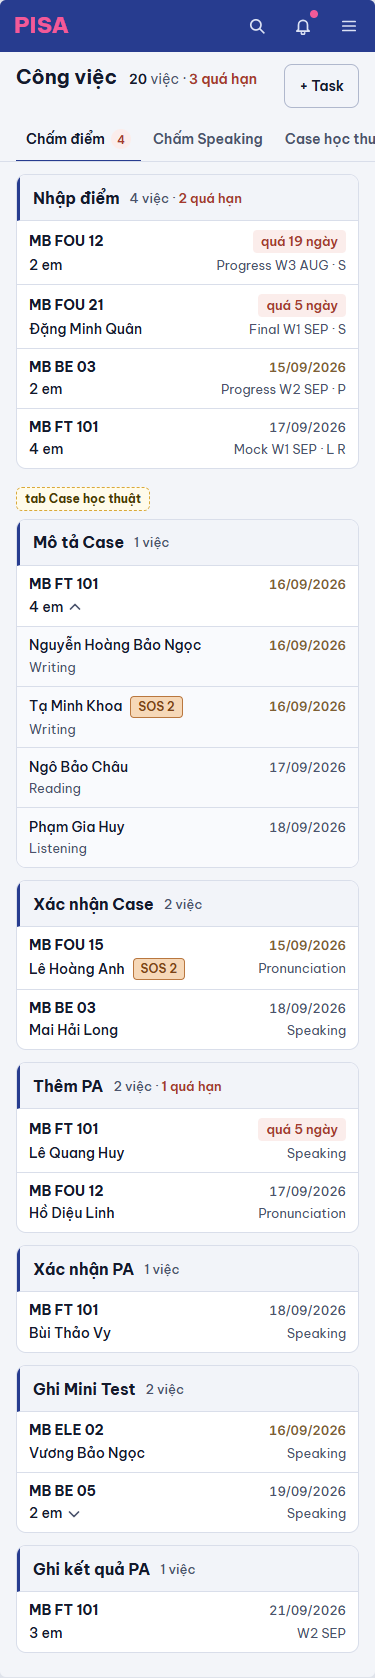 PISA
Công việc 20 việc · 3 quá hạn
+ Task
Chấm điểm 4 Chấm Speaking Case học thu
Nhập điểm 4 việc · 2 quá hạn
MB FOU 12 quá 19 ngày
2 em Progress W3 AUG · S
MB FOU 21 quá 5 ngày
Đặng Minh Quân Final W1 SEP · S
MB BE 03 15/09/2026
2 em Progress W2 SEP · P
MB FT 101 17/09/2026
4 em Mock W1 SEP · L R
tab Case học thuật
Mô tả Case 1 việc
MB FT 101 16/09/2026
4 em
Nguyễn Hoàng Bảo Ngọc 16/09/2026
Writing
Tạ Minh Khoa SOS 2 16/09/2026
Writing
Ngô Bảo Châu 17/09/2026
Reading
Phạm Gia Huy 18/09/2026
Listening
Xác nhận Case 2 việc
MB FOU 15 15/09/2026
Lê Hoàng Anh SOS 2 Pronunciation
MB BE 03 18/09/2026
Mai Hải Long Speaking
Thêm PA 2 việc · 1 quá hạn
MB FT 101 quá 5 ngày
Lê Quang Huy Speaking
MB FOU 12 17/09/2026
Hồ Diệu Linh Pronunciation
Xác nhận PA 1 việc
MB FT 101 18/09/2026
Bùi Thảo Vy Speaking
Ghi Mini Test 2 việc
MB ELE 02 16/09/2026
Vương Bảo Ngọc Speaking
MB BE 05 19/09/2026
2 em Speaking
Ghi kết quả PA 1 việc
MB FT 101 21/09/2026
3 em W2 SEP